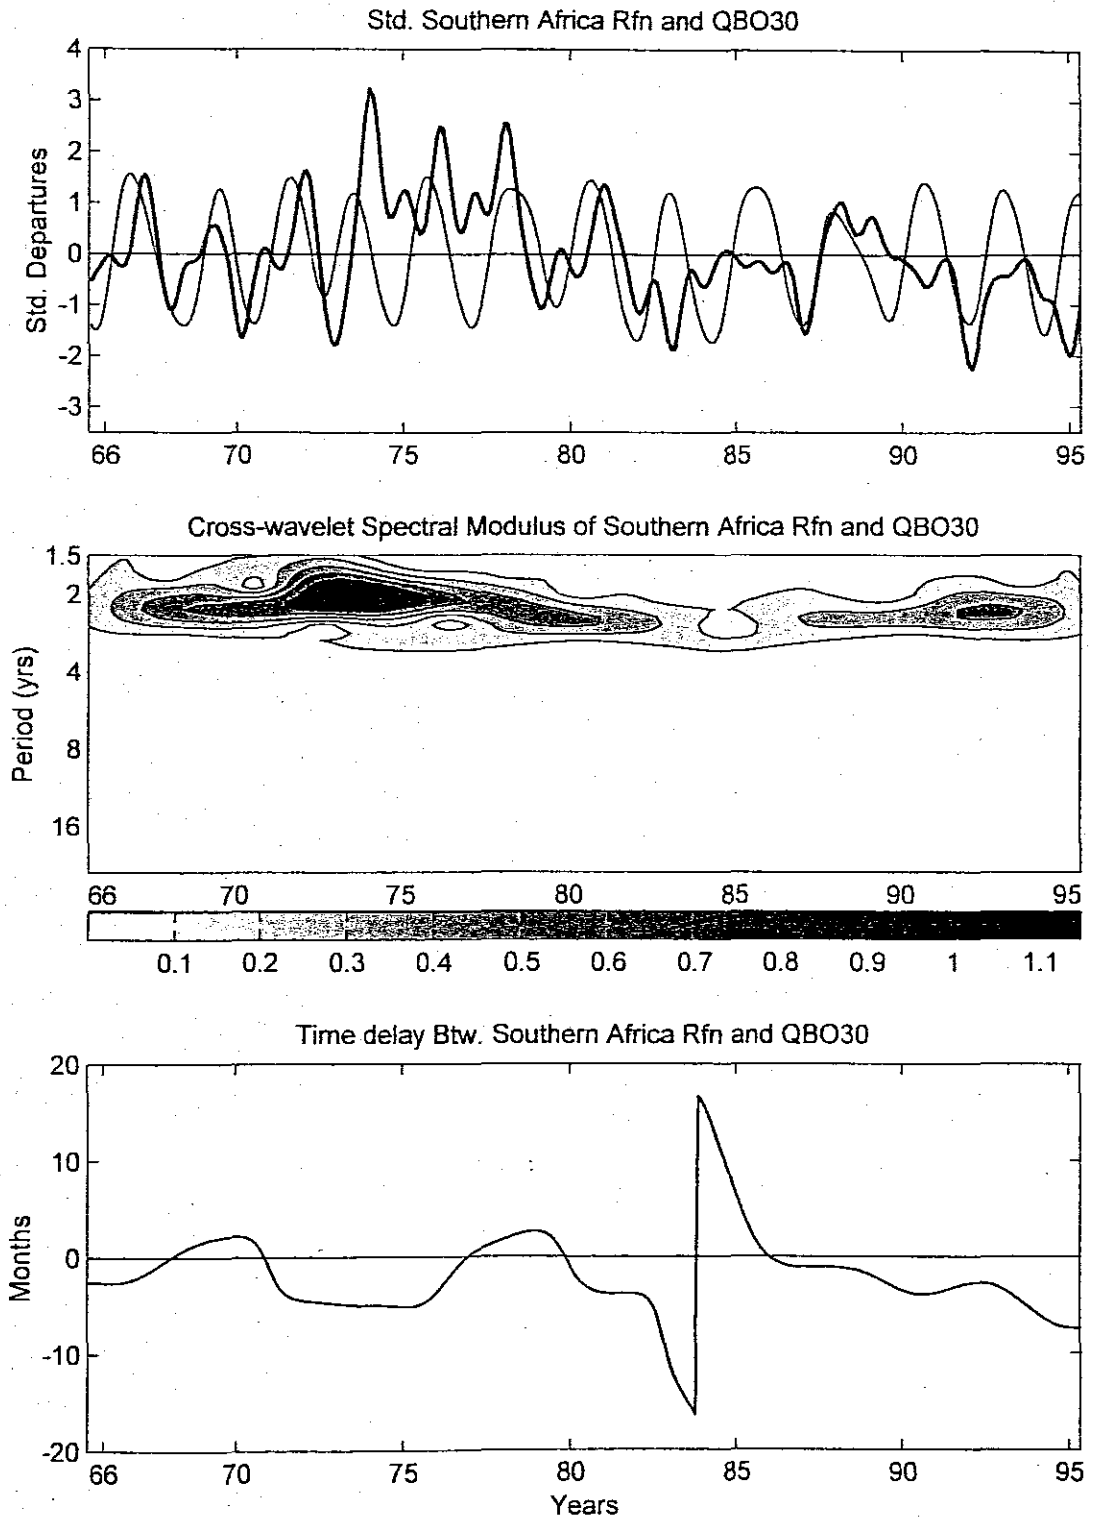 Std. Southern Africa Rfn and QBO30
4
3
2
1
0
-1
-2
-3
Std. Departures
66 70 75 80 85 90 95
Cross-wavelet Spectral Modulus of Southern Africa Rfn and QBO30
1.5
2
4
8
16
Period (yrs)
66 70 75 80 85 90 95
0.1 0.2 0.3 0.4 0.5 0.6 0.7 0.8 0.9 1 1.1
Time delay Btw. Southern Africa Rfn and QBO30
20
10
0
-10
-20
Months
66 70 75 80 85 90 95
Years